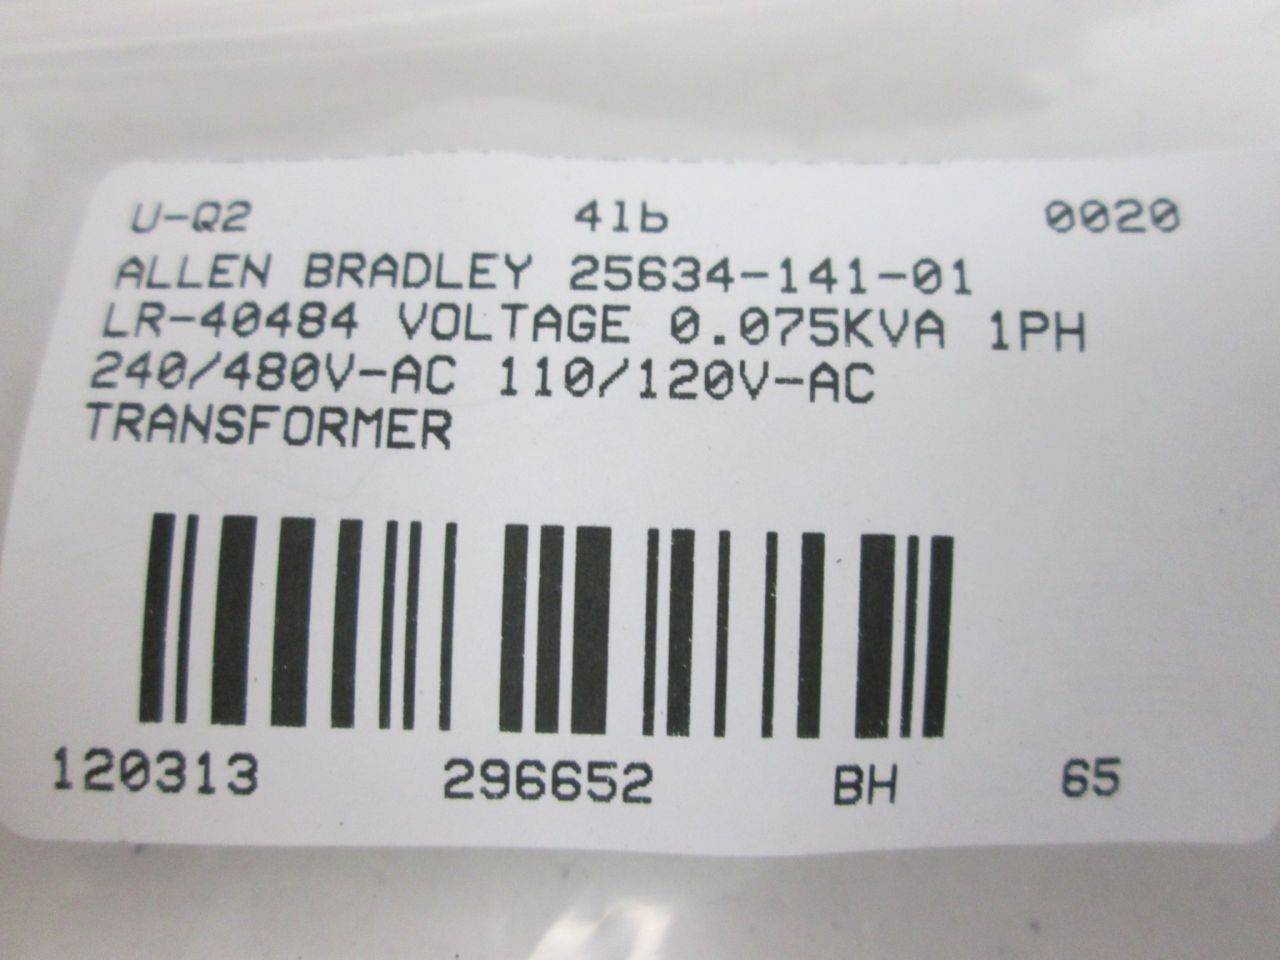 U-Q2 4lb 0020
ALLEN BRADLEY 25634-141-01
LR-40484 VOLTAGE 0.075KVA 1PH
240/480V-AC 110/120V-AC
TRANSFORMER
120313 296652 BH 65